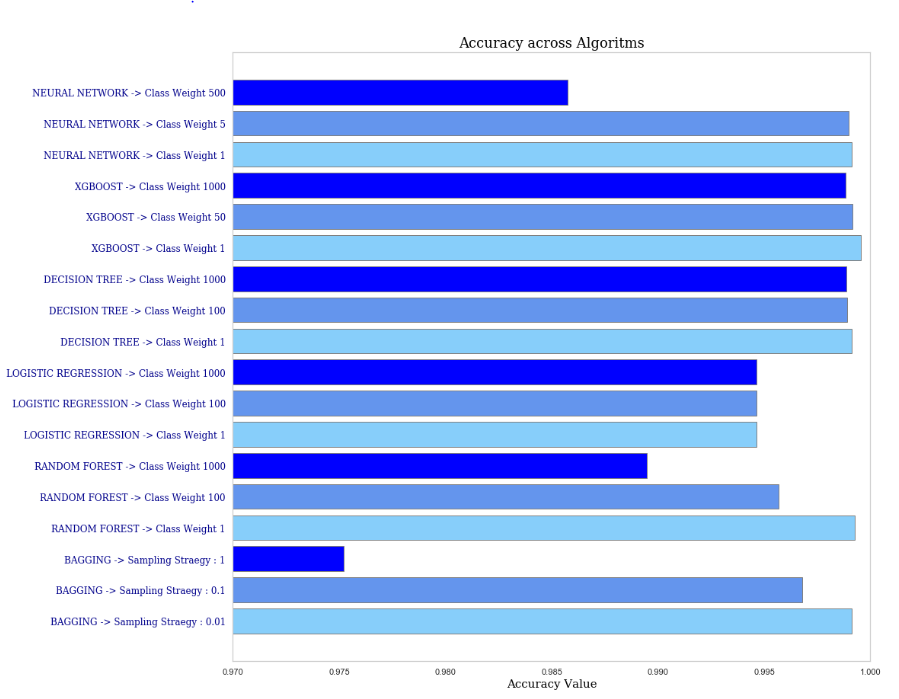 Accuracy across Algoritms
NEURAL NETWORK -> Class Weight 500
NEURAL NETWORK -> Class Weight 5
NEURAL NETWORK -> Class Weight 1
XGBOOST -> Class Weight 1000
XGBOOST -> Class Weight 50
XGBOOST -> Class Weight 1
DECISION TREE -> Class Weight 1000
DECISION TREE -> Class Weight 100
DECISION TREE -> Class Weight 1
LOGISTIC REGRESSION -> Class Weight 1000
LOGISTIC REGRESSION -> Class Weight 100
LOGISTIC REGRESSION -> Class Weight 1
RANDOM FOREST -> Class Weight 1000
RANDOM FOREST -> Class Weight 100
RANDOM FOREST -> Class Weight 1
BAGGING -> Sampling Straegy : 1
BAGGING -> Sampling Straegy : 0.1
BAGGING -> Sampling Straegy : 0.01
0.970 0.975 0.980 0.985 0.990 0.995 1.000
Accuracy Value